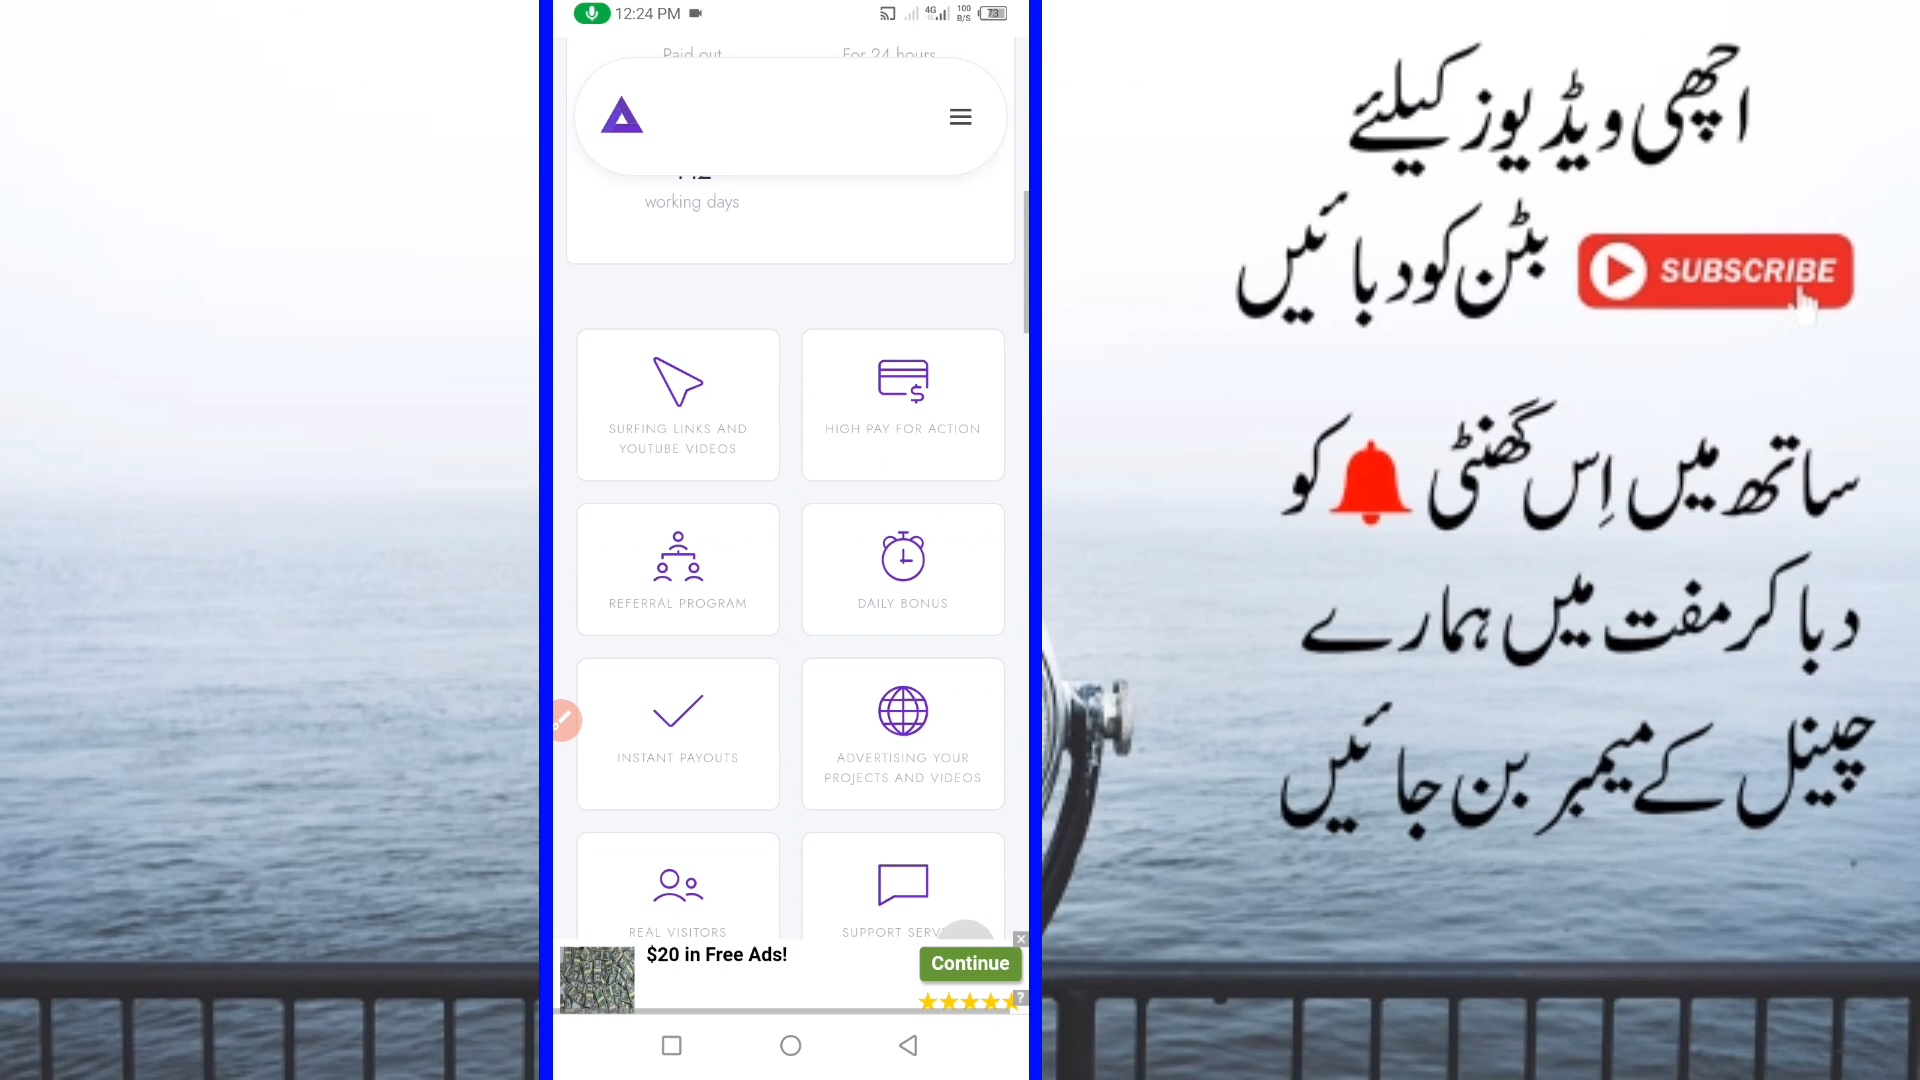 12:24 PM
4G
100
B/S
73
Paid out
For 24 hours
working days
SURFING LINKS AND
YOUTUBE VIDEOS
HIGH PAY FOR ACTION
REFERRAL PROGRAM
DAILY BONUS
INSTANT PAYOUTS
ADVERTISING YOUR
PROJECTS AND VIDEOS
REAL VISITORS
SUPPORT SERV
$20 in Free Ads!
Continue
اچھی ویڈیوز کیلئے
بٹن کو دبائیں
SUBSCRIBE
ساتھ میں اِس گھنٹی کو
دبا کر مفت میں ہمارے
چینل کے میمبر بن جائیں